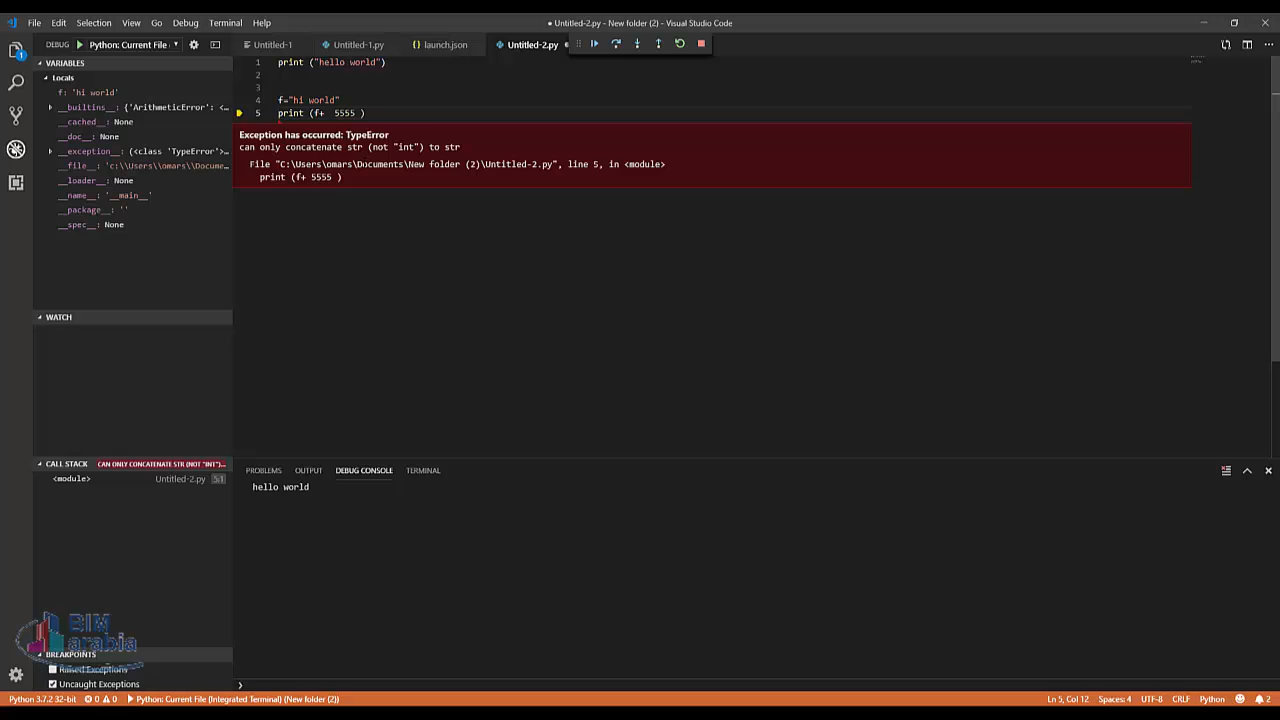 File Edit Selection View Go Debug Terminal Help
● Untitled-2.py - New folder (2) - Visual Studio Code
DEBUG Python: Current File
Untitled-1 Untitled-1.py launch.json Untitled-2.py
1
VARIABLES
Locals
f: 'hi world'
__builtins__: {'ArithmeticError': <…
__cached__: None
__doc__: None
__exception__: (<class 'TypeError'>…
__file__: 'c:\\Users\\omars\\Docume…
__loader__: None
__name__: '__main__'
__package__: ''
__spec__: None
WATCH
CALL STACK CAN ONLY CONCATENATE STR (NOT "INT")…
<module> Untitled-2.py 5:1
BIM
arabia
BREAKPOINTS
Raised Exceptions
Uncaught Exceptions
1 print ("hello world")
2
3
4 f="hi world"
5 print (f+  5555 )
Exception has occurred: TypeError
can only concatenate str (not "int") to str
File "C:\Users\omars\Documents\New folder (2)\Untitled-2.py", line 5, in <module>
print (f+ 5555 )
PROBLEMS OUTPUT DEBUG CONSOLE TERMINAL
hello world
Python 3.7.2 32-bit 0 0 Python: Current File (Integrated Terminal) (New folder (2)) Ln 5, Col 12 Spaces: 4 UTF-8 CRLF Python 2